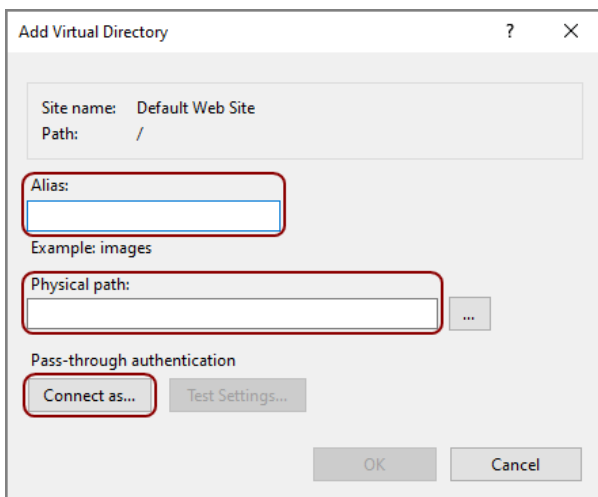 Add Virtual Directory ?
Site name: Default Web Site
Path: /
Alias:
Example: images
Physical path:
...
Pass-through authentication
Connect as... Test Settings...
OK Cancel